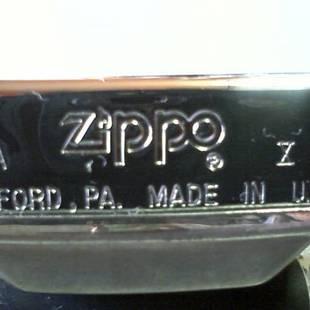 A Zippo® X
FORD, PA. MADE IN U